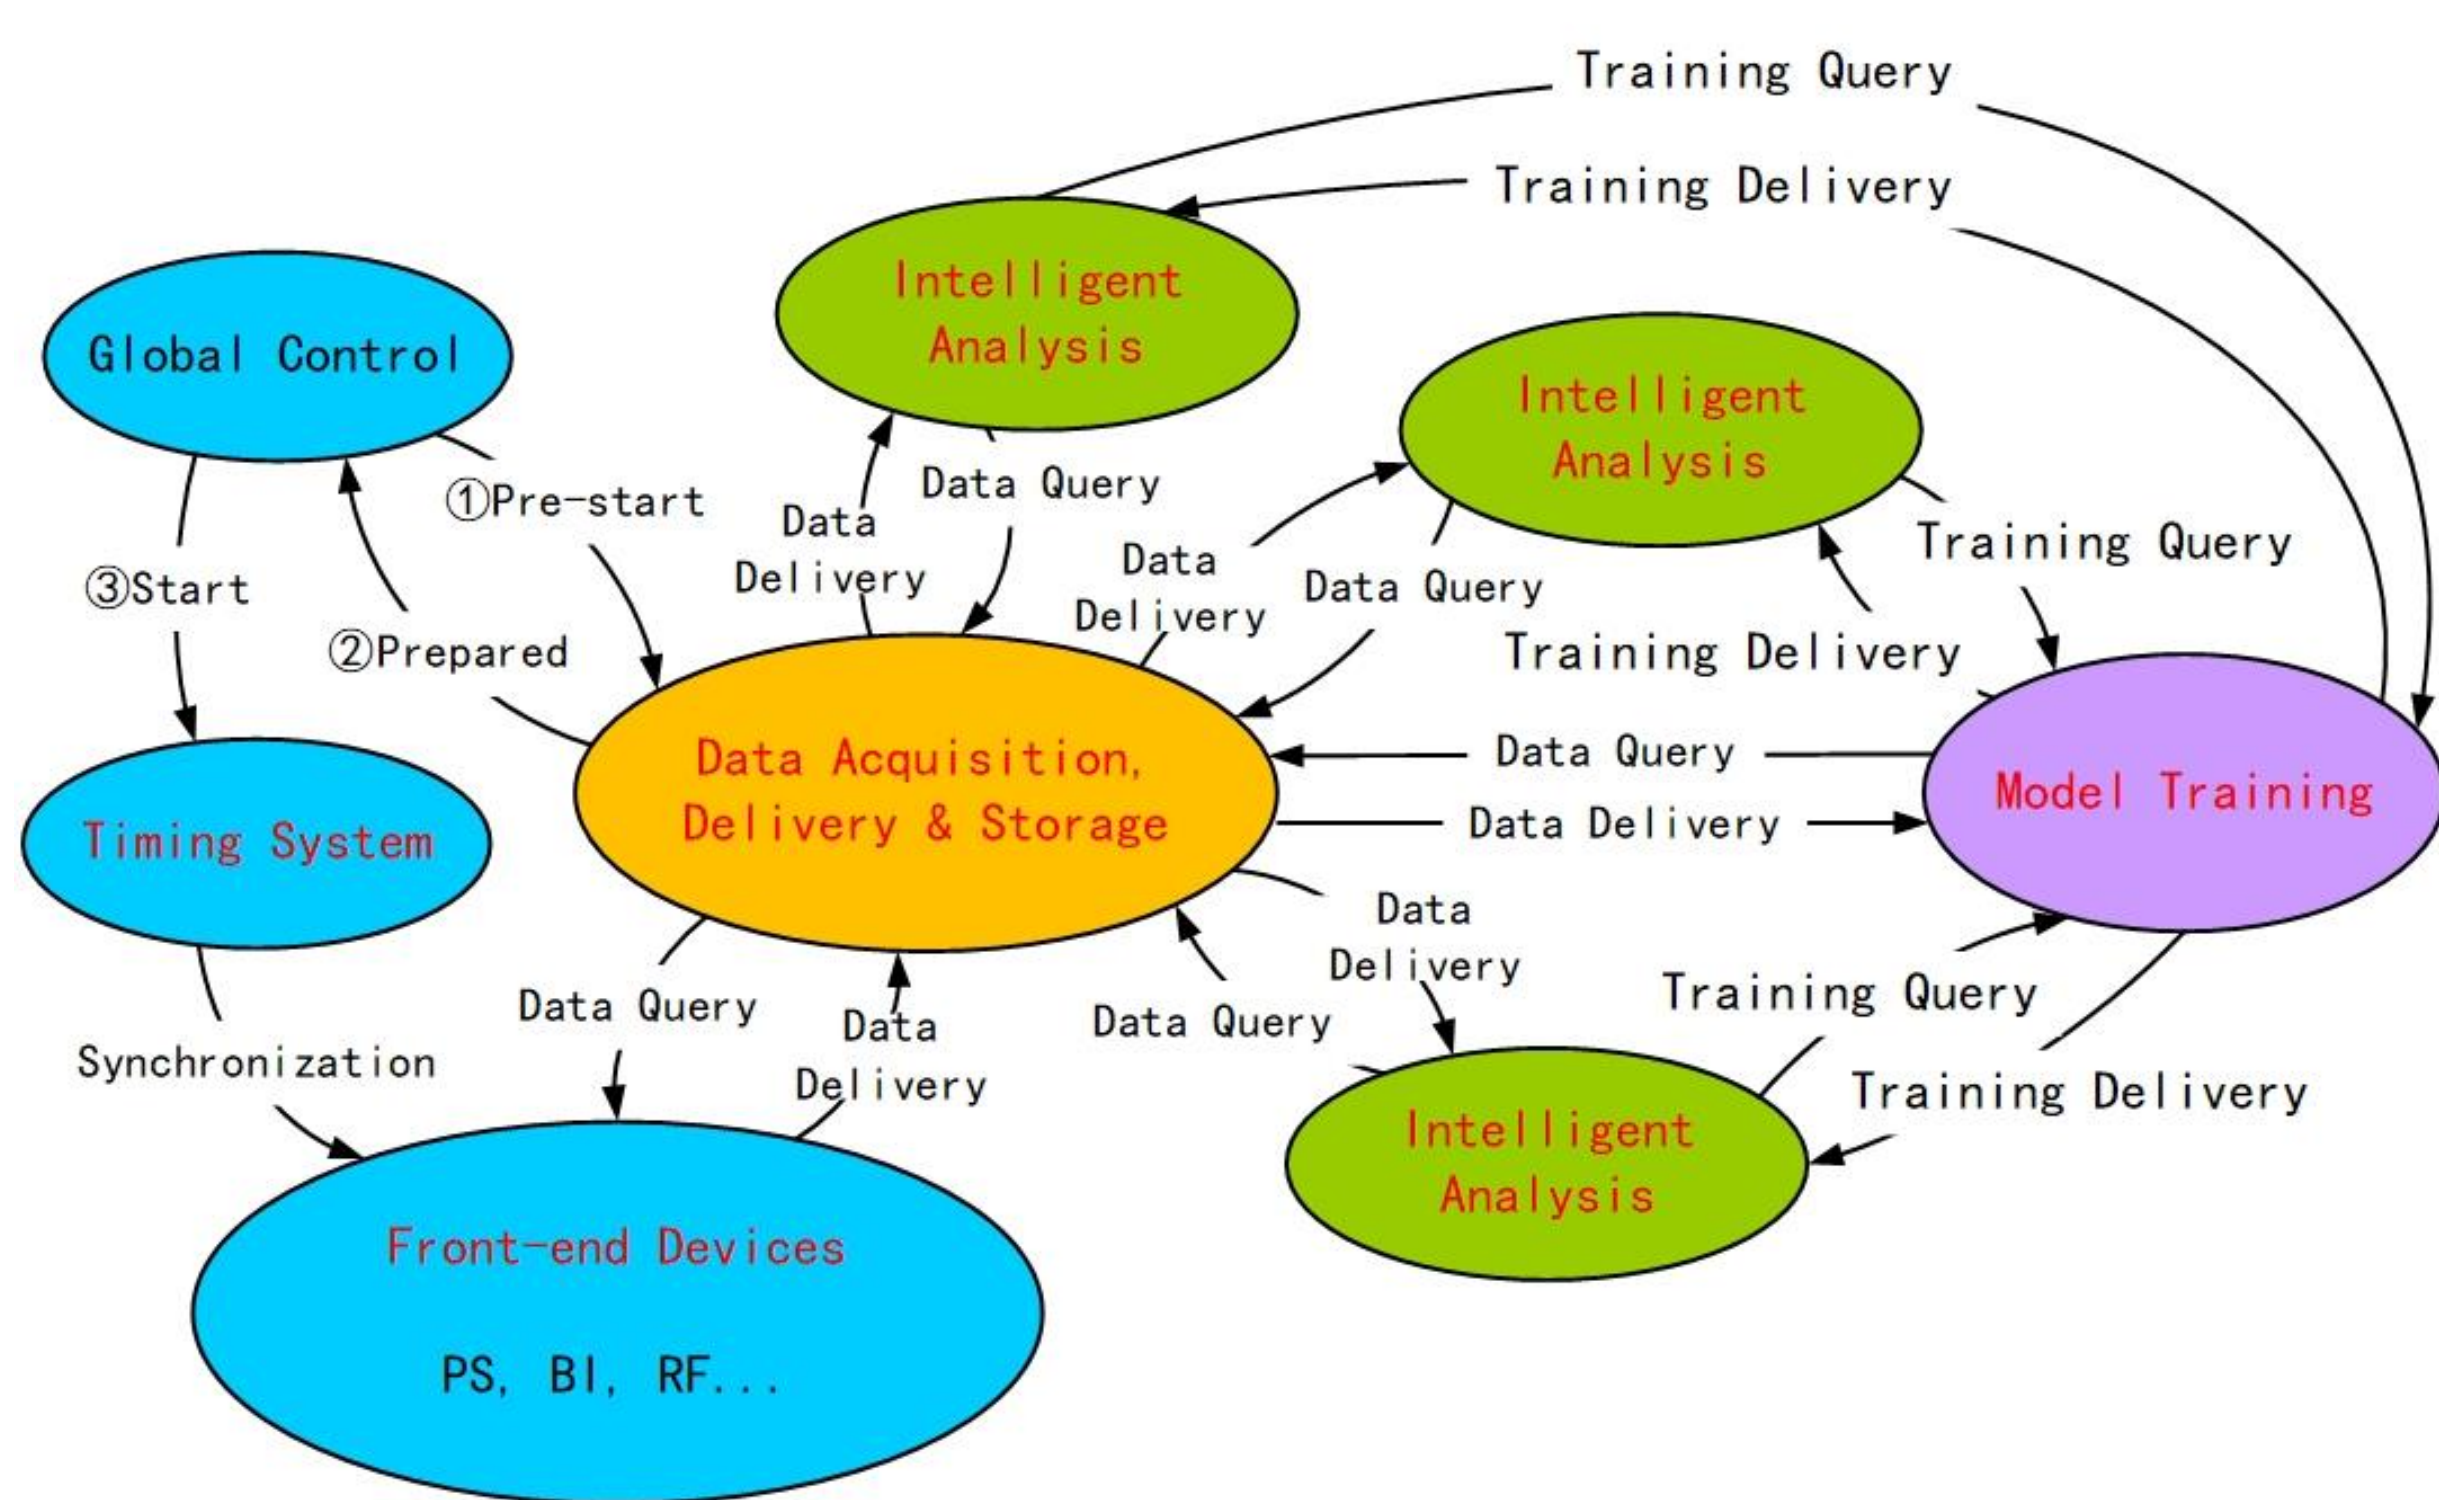 Training Query
Training Delivery
Intelligent
Analysis
Global Control
Intelligent
Analysis
①Pre-start
Data Query
Data
Delivery
Training Query
Data
Delivery
Data Query
③Start
②Prepared
Training Delivery
Data Acquisition,
Delivery & Storage
Data Query
Model Training
Data Delivery
Timing System
Data
Delivery
Data Query
Data
Delivery
Data Query
Training Query
Synchronization
Training Delivery
Intelligent
Analysis
Front-end Devices
PS, BI, RF...